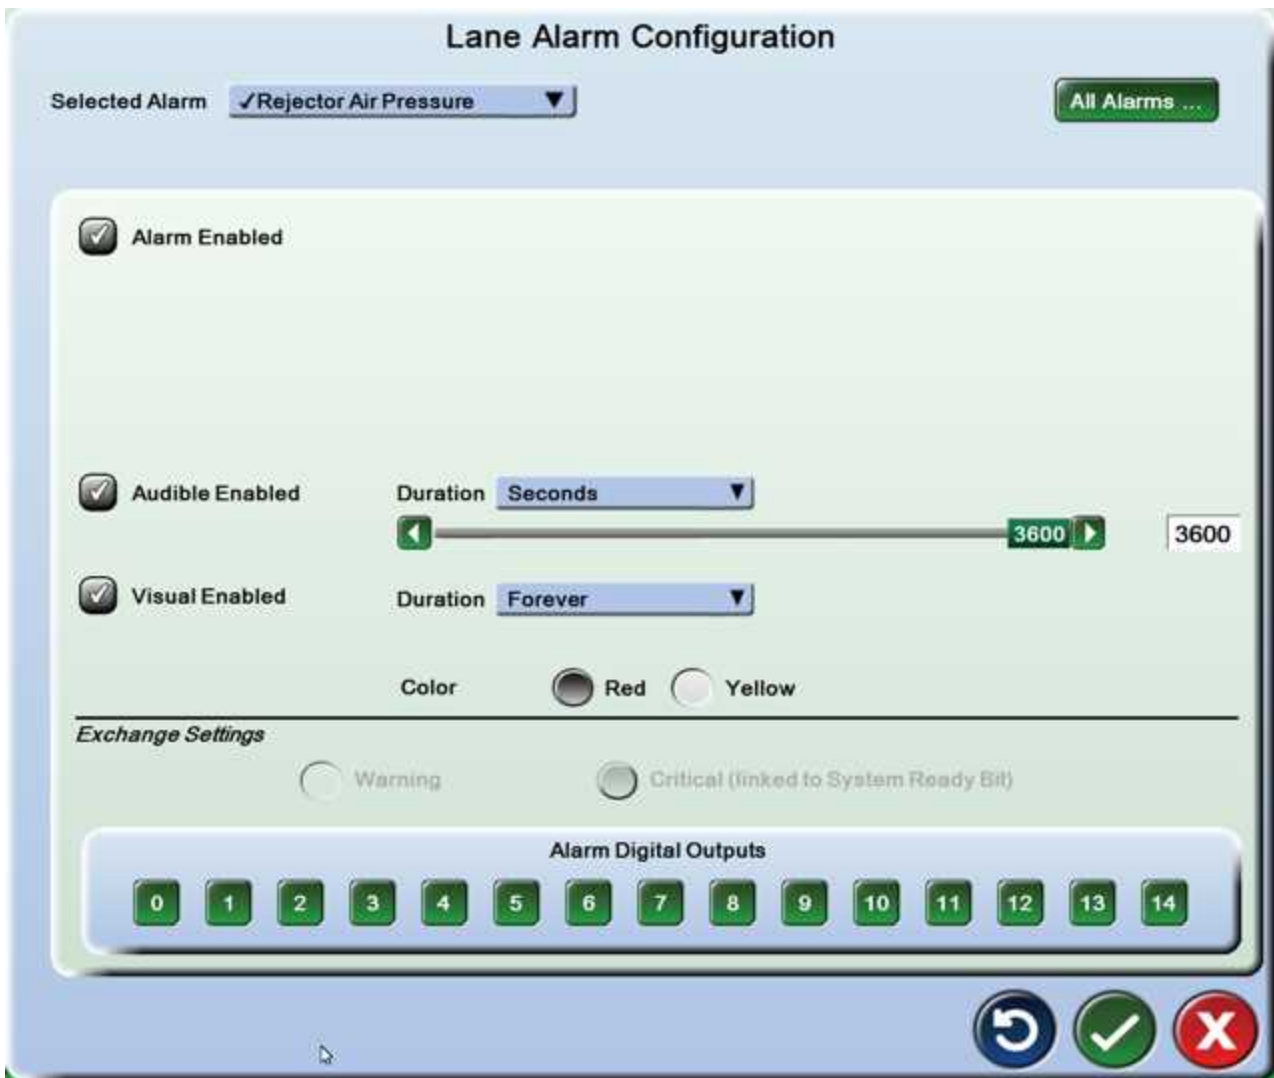 Lane Alarm Configuration
Selected Alarm ✓Rejector Air Pressure ▼ All Alarms ...
Alarm Enabled
Audible Enabled Duration Seconds ▼
3600 3600
Visual Enabled Duration Forever ▼
Color Red Yellow
Exchange Settings
Warning Critical (linked to System Ready Bit)
Alarm Digital Outputs
0 1 2 3 4 5 6 7 8 9 10 11 12 13 14